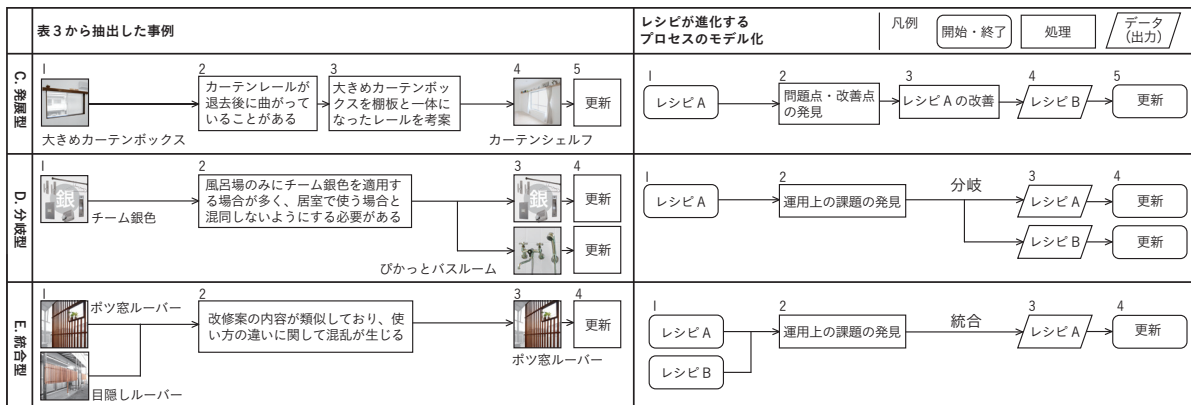 表３から抽出した事例
レシピが進化する
プロセスのモデル化
凡例
開始・終了
処理
データ
（出力）
C. 発展型
1
2
3
4
5
カーテンレールが
退去後に曲がって
いることがある
大きめカーテンボッ
クスを棚板と一体に
なったレールを考案
更新
大きめカーテンボックス
カーテンシェルフ
1
2
3
4
5
レシピ A
問題点・改善点
の発見
レシピ A の改善
レシピ B
更新
D. 分岐型
1
2
3
4
銀
チーム銀色
風呂場のみにチーム銀色を適用す
る場合が多く、居室で使う場合と
混同しないようにする必要がある
銀
更新
更新
ぴかっとバスルーム
1
2
分岐
3
4
レシピ A
運用上の課題の発見
レシピ A
更新
レシピ B
更新
E. 統合型
1
2
3
4
ポツ窓ルーバー
改修案の内容が類似しており、使
い方の違いに関して混乱が生じる
更新
ポツ窓ルーバー
目隠しルーバー
1
2
統合
3
4
レシピ A
運用上の課題の発見
レシピ A
更新
レシピ B